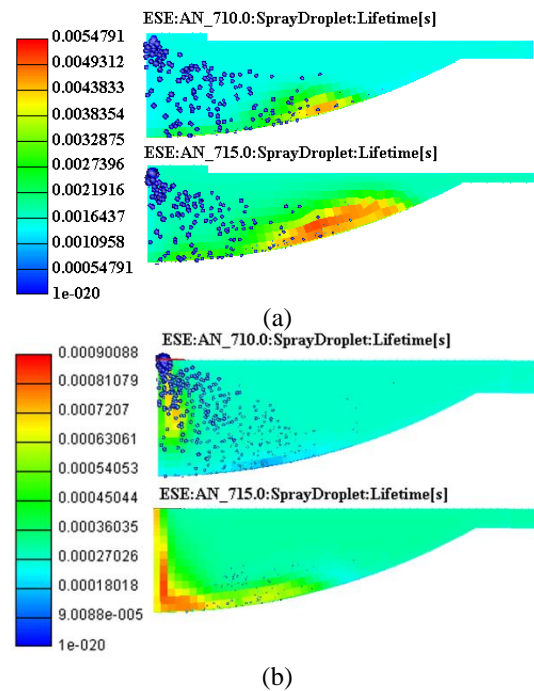 ESE:AN_710.0:SprayDroplet:Lifetime[s]
0.0054791
0.0049312
0.0043833
0.0038354
0.0032875
0.0027396
0.0021916
0.0016437
0.0010958
0.00054791
1e-020
ESE:AN_715.0:SprayDroplet:Lifetime[s]
(a)
ESE:AN_710.0:SprayDroplet:Lifetime[s]
0.00090088
0.00081079
0.0007207
0.00063061
0.00054053
0.00045044
0.00036035
0.00027026
0.00018018
9.0088e-005
1e-020
ESE:AN_715.0:SprayDroplet:Lifetime[s]
(b)